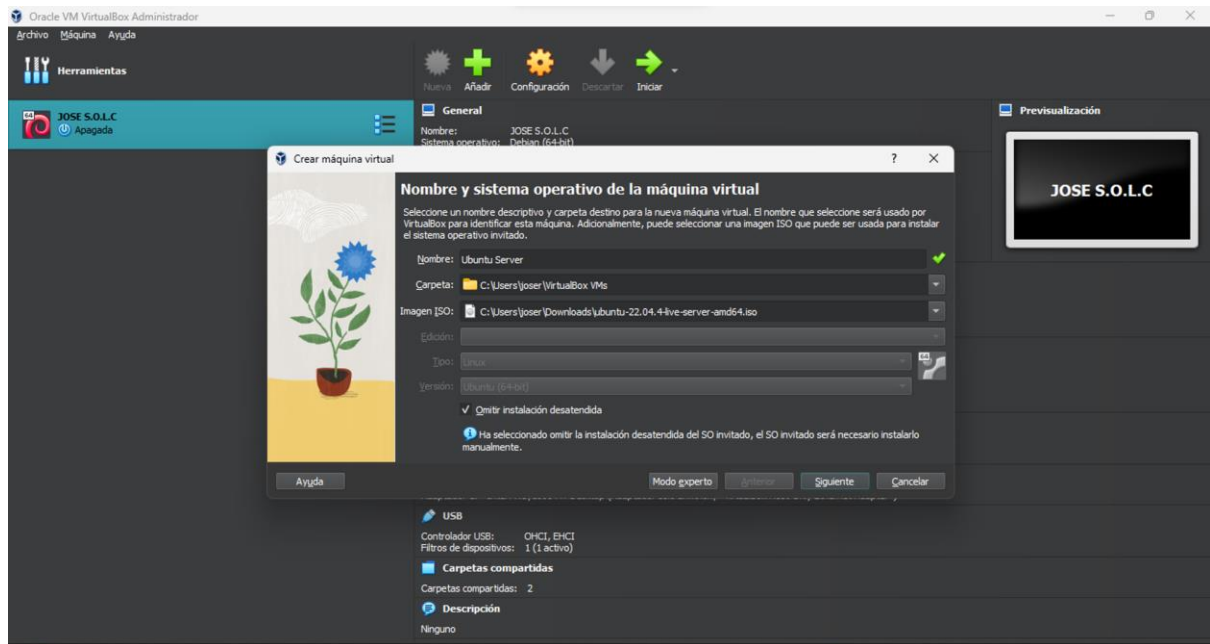 Oracle VM VirtualBox Administrador
Archivo Máquina Ayuda
Herramientas
Nueva Añadir Configuración Descartar Iniciar
64
JOSE S.O.L.C
Apagada
General
Nombre: JOSE S.O.L.C
Sistema operativo: Debian (64-bit)
Previsualización
JOSE S.O.L.C
Crear máquina virtual
?
Nombre y sistema operativo de la máquina virtual
Seleccione un nombre descriptivo y carpeta destino para la nueva máquina virtual. El nombre que seleccione será usado por
VirtualBox para identificar esta máquina. Adicionalmente, puede seleccionar una imagen ISO que puede ser usada para instalar
el sistema operativo invitado.
Nombre: Ubuntu Server
Carpeta: C:\Users\joser\VirtualBox VMs
Imagen ISO: C:\Users\joser\Downloads\ubuntu-22.04.4-live-server-amd64.iso
Edición:
Tipo: Linux
64
Versión: Ubuntu (64-bit)
Omitir instalación desatendida
Ha seleccionado omitir la instalación desatendida del SO invitado, el SO invitado será necesario instalarlo
manualmente.
Ayuda Modo experto Anterior Siguiente Cancelar
USB
Controlador USB: OHCI, EHCI
Filtros de dispositivos: 1 (1 activo)
Carpetas compartidas
Carpetas compartidas: 2
Descripción
Ninguno